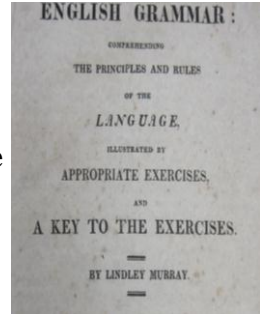 ENGLISH GRAMMAR:
COMPREHENDING
THE PRINCIPLES AND RULES
OF THE
LANGUAGE,
ILLUSTRATED BY
APPROPRIATE EXERCISES,
AND
A KEY TO THE EXERCISES.
BY LINDLEY MURRAY.